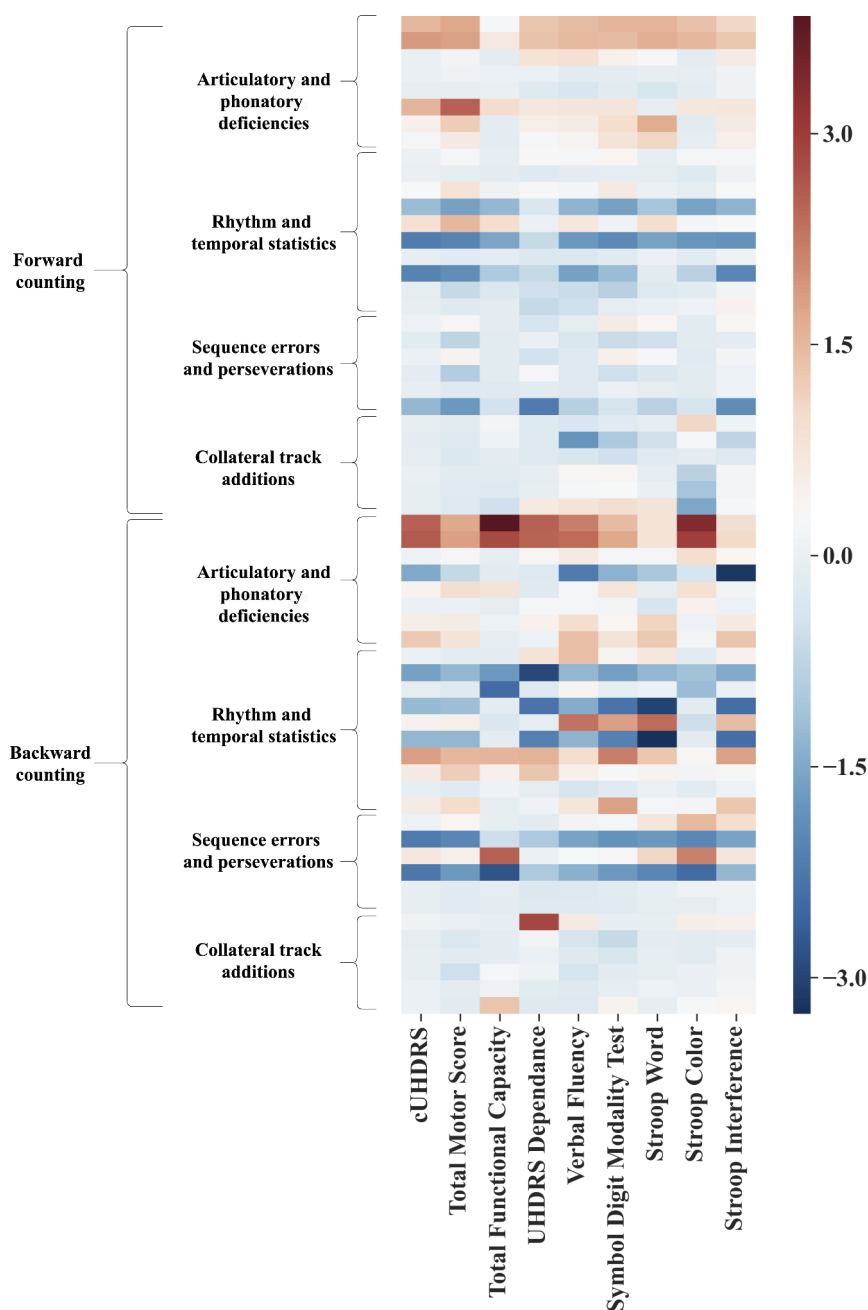 Forward
counting
Articulatory and
phonatory
deficiencies
Rhythm and
temporal statistics
Sequence errors
and perseverations
Collateral track
additions
Backward
counting
Articulatory and
phonatory
deficiencies
Rhythm and
temporal statistics
Sequence errors
and perseverations
Collateral track
additions
3.0
1.5
0.0
−1.5
−3.0
cUHDRS
Total Motor Score
Total Functional Capacity
UHDRS Dependance
Verbal Fluency
Symbol Digit Modality Test
Stroop Word
Stroop Color
Stroop Interference